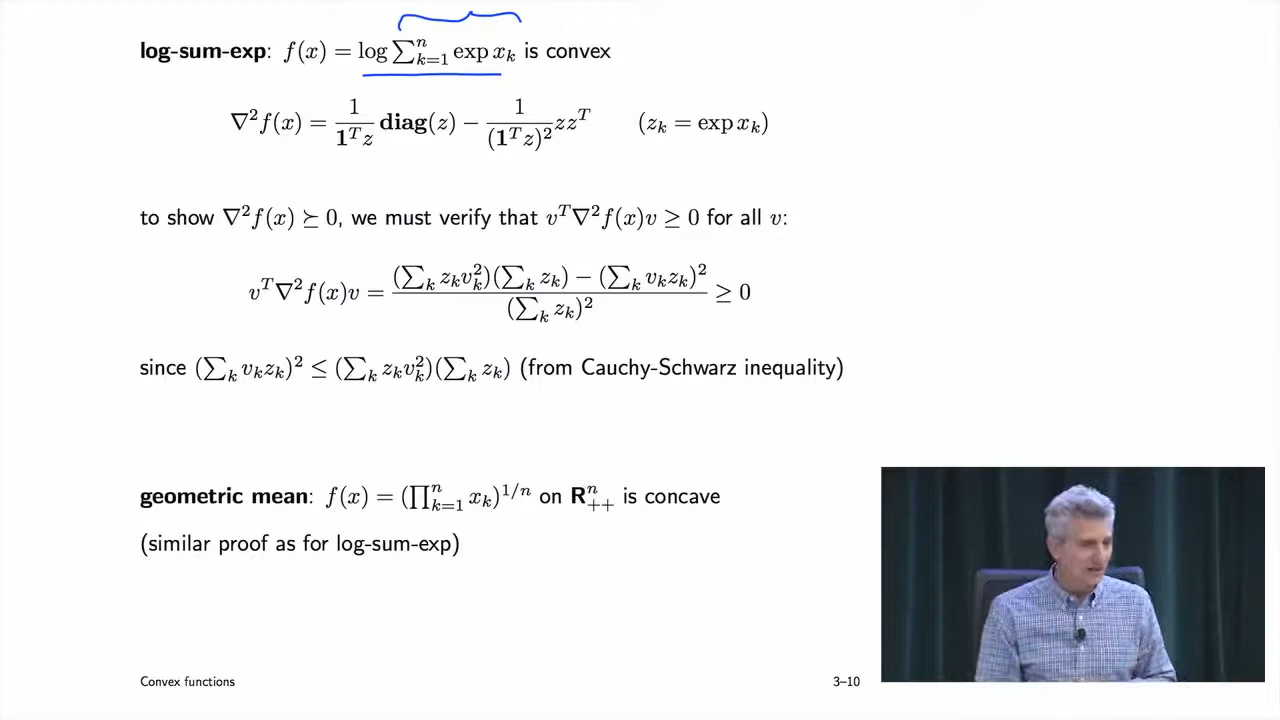 log-sum-exp: f(x) = log ∑ₖ₌₁ⁿ exp xₖ is convex
∇²f(x) = 1/(1ᵀz) diag(z) − 1/(1ᵀz)² zzᵀ (zₖ = exp xₖ)
to show ∇²f(x) ⪰ 0, we must verify that vᵀ∇²f(x)v ≥ 0 for all v:
vᵀ∇²f(x)v = ((∑ₖ zₖvₖ²)(∑ₖ zₖ) − (∑ₖ vₖzₖ)²)/(∑ₖ zₖ)² ≥ 0
since (∑ₖ vₖzₖ)² ≤ (∑ₖ zₖvₖ²)(∑ₖ zₖ) (from Cauchy-Schwarz inequality)
geometric mean: f(x) = (∏ₖ₌₁ⁿ xₖ)^{1/n} on Rⁿ₊₊ is concave
(similar proof as for log-sum-exp)
Convex functions 3–10